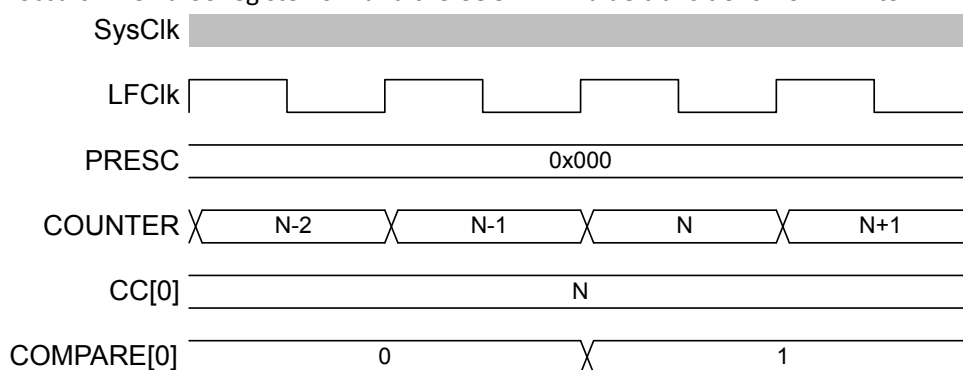 SysClk
LFClk
PRESC 0x000
COUNTER N-2 N-1 N N+1
CC[0] N
COMPARE[0] 0 1